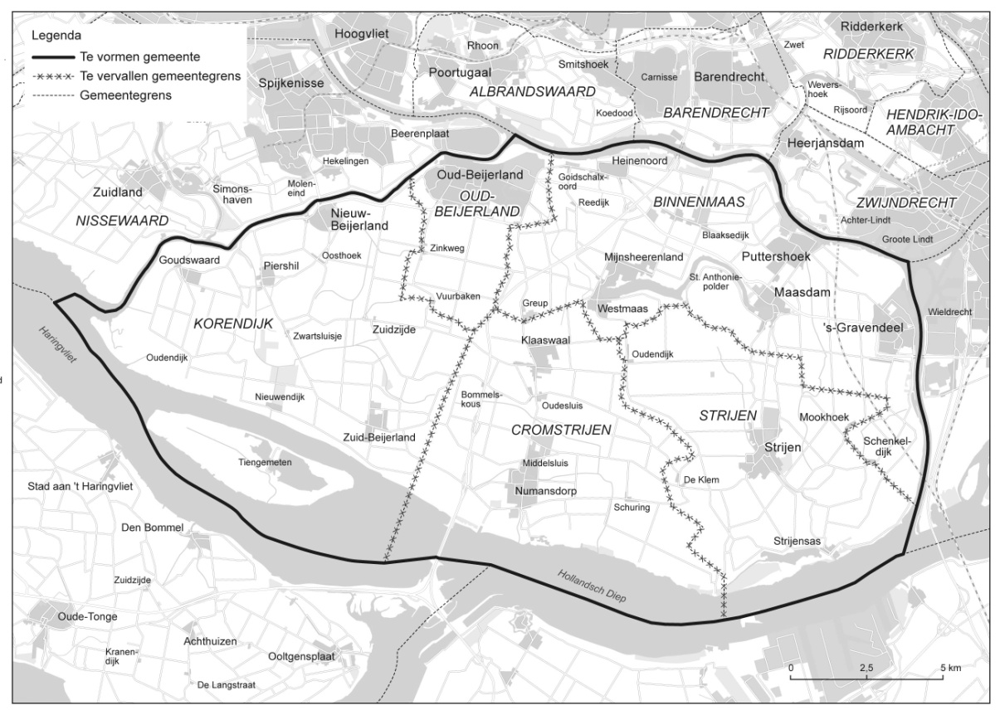 Legenda
Te vormen gemeente
Te vervallen gemeentegrens
Gemeentegrens
Hoogvliet
Rhoon
Poortugaal
Smitshoek
ALBRANDSWAARD
Spijkenisse
Carnisse
Barendrecht
BARENDRECHT
Koedood
Zwet
Ridderkerk
RIDDERKERK
Wevers-
hoek
Rijsoord
HENDRIK-IDO-
AMBACHT
Heerjansdam
Beerenplaat
Hekelingen
Heinenoord
Oud-Beijerland
OUD-
BEIJERLAND
Goidschalx-
oord
Reedijk
BINNENMAAS
ZWIJNDRECHT
Achter-Lindt
Groote Lindt
Zuidland
Simons-
haven
Molen-
eind
NISSEWAARD
Nieuw-
Beijerland
Blaaksedijk
Puttershoek
Goudswaard
Piershil
Oosthoek
Zinkweg
Mijnsheerenland
St. Anthonie-
polder
Maasdam
Vuurbaken
Greup
Westmaas
Wieldrecht
's-Gravendeel
KORENDIJK
Zwartsluisje
Zuidzijde
Klaaswaal
Oudendijk
Haringvliet
Oudendijk
Nieuwendijk
Bommels-
kous
Oudesluis
STRIJEN
Mookhoek
Zuid-Beijerland
CROMSTRIJEN
Strijen
Schenkel-
dijk
Tiengemeten
Middelsluis
De Klem
Numansdorp
Schuring
Stad aan 't Haringvliet
Den Bommel
Strijensas
Zuidzijde
Hollandsch Diep
Oude-Tonge
Achthuizen
Kranen-
dijk
Ooltgensplaat
De Langstraat
0
2,5
5 km